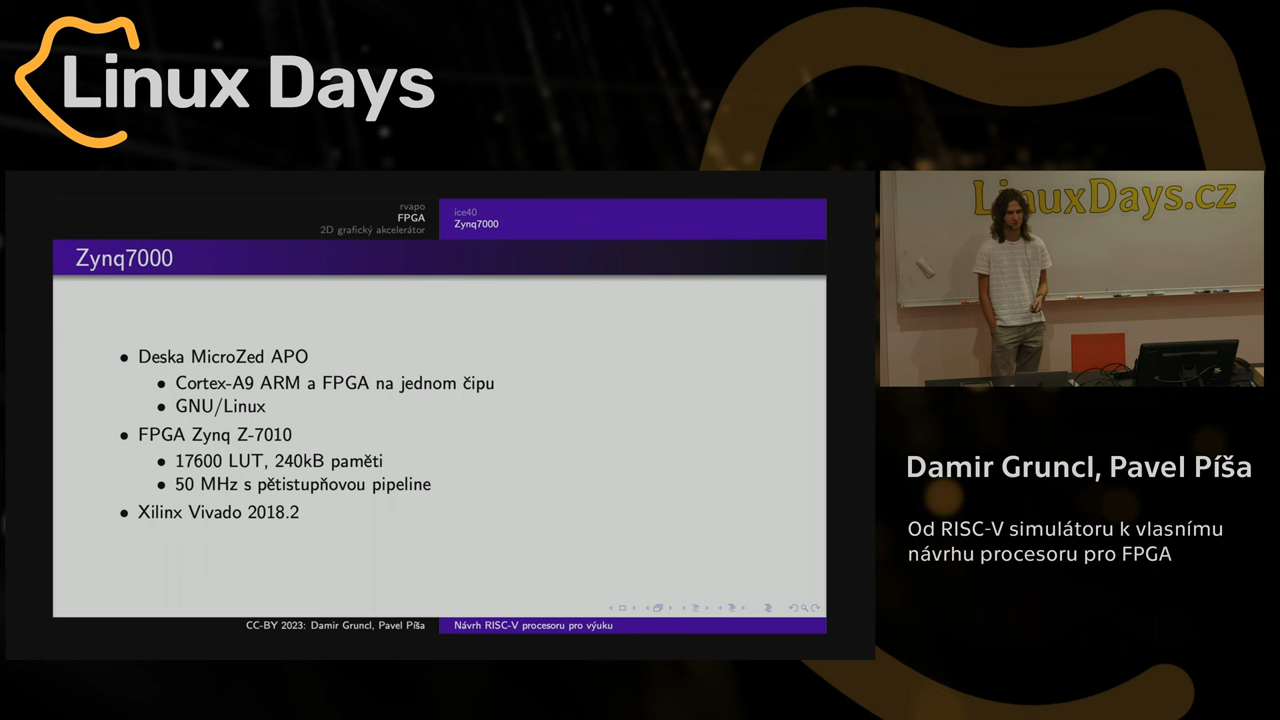 Linux Days
rvapo
FPGA
2D grafický akcelerátor
ice40
Zynq7000
Zynq7000
• Deska MicroZed APO
• Cortex-A9 ARM a FPGA na jednom čipu
• GNU/Linux
• FPGA Zynq Z-7010
• 17600 LUT, 240kB paměti
• 50 MHz s pětistupňovou pipeline
• Xilinx Vivado 2018.2
CC-BY 2023: Damir Gruncl, Pavel Píša
Návrh RISC-V procesoru pro výuku
LinuxDays.cz
Damir Gruncl, Pavel Píša
Od RISC-V simulátoru k vlasnímu
návrhu procesoru pro FPGA